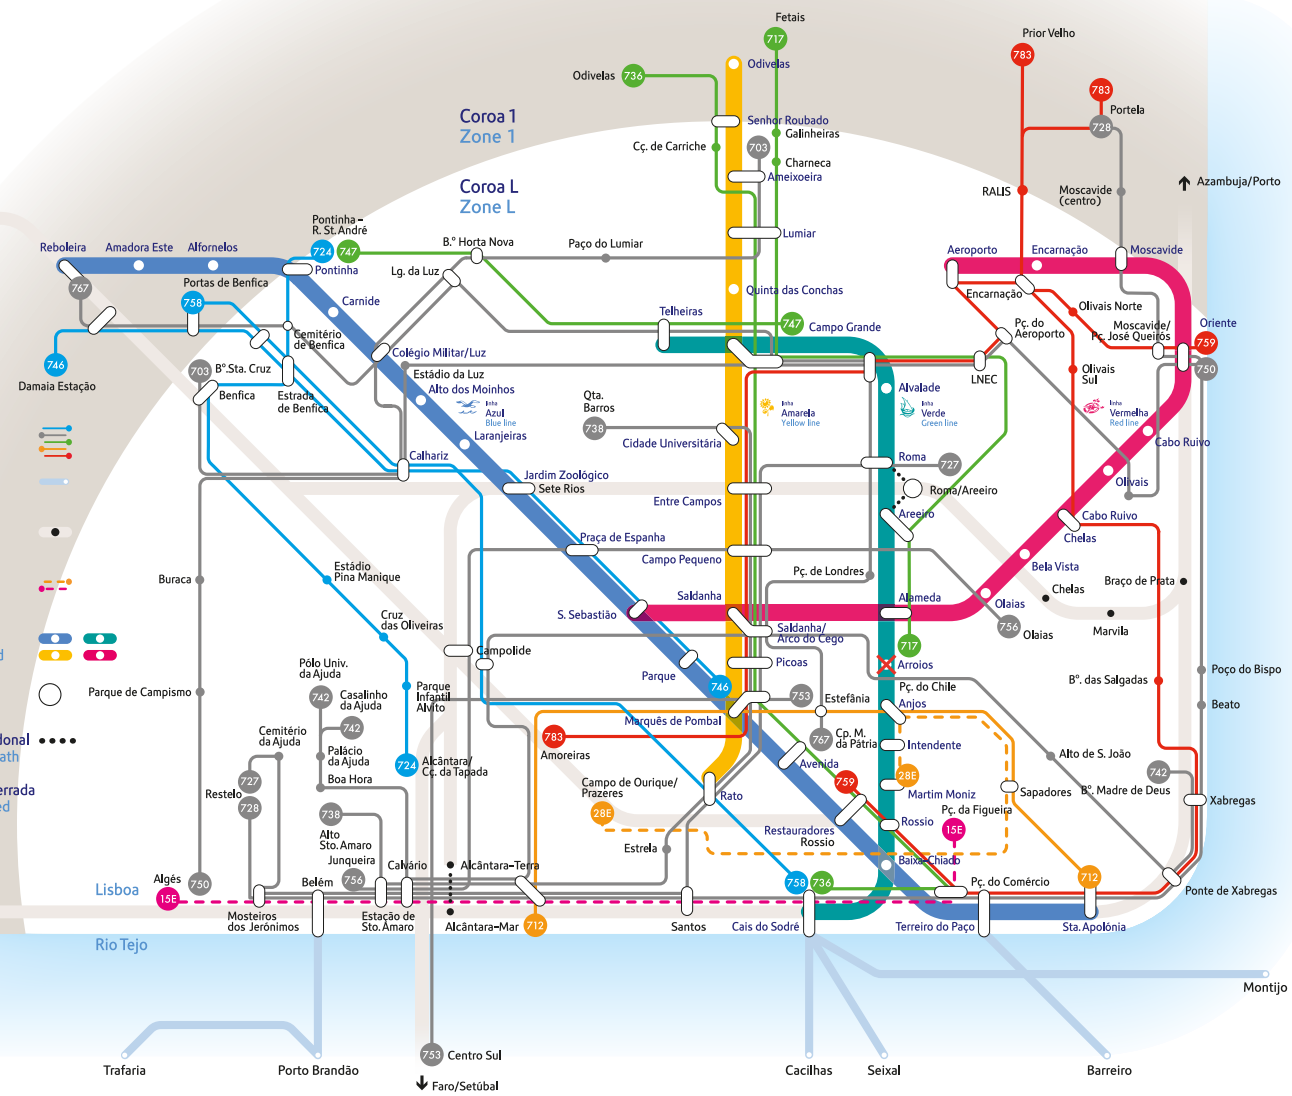 Fetais
717
Prior Velho
783
Odivelas 736
Odivelas
783
Portela
728
Coroa 1
Zone 1
Senhor Roubado
Galinheiras
Cç. de Carriche
703
Charneca
Ameixoeira
Coroa L
Zone L
RALIS
Moscavide
(centro)
Azambuja/Porto
Pontinha –
R. St. André
724 747
Lumiar
Reboleira
Amadora Este
Alfornelos
B.º Horta Nova
Paço do Lumiar
Aeroporto
Encarnação
Moscavide
Pontinha
Lg. da Luz
767
Portas de Benfica
758
Quinta das Conchas
Encarnação
Carnide
Telheiras
747
Campo Grande
Olivais Norte
Cemitério
de Benfica
Pç. do
Aeroporto
Moscavide/
Pç. José Queirós
Oriente
759
746
Damaia Estação
703
Bº.Sta. Cruz
Colégio Militar/Luz
Estádio da Luz
LNEC
Olivais
Sul
750
Benfica
Estrada
de Benfica
Alto dos Moinhos
linha
Azul
Blue line
Qta.
Barros
738
linha
Amarela
Yellow line
Alvalade
linha
Verde
Green line
linha
Vermelha
Red line
Laranjeiras
Cidade Universitária
Cabo Ruivo
Calhariz
Roma
727
Jardim Zoológico
Sete Rios
Olivais
Entre Campos
Roma/Areeiro
Areeiro
Cabo Ruivo
Chelas
Praça de Espanha
Campo Pequeno
Buraca
Estádio
Pina Manique
Pç. de Londres
Bela Vista
Braço de Prata
Saldanha
Alameda
Olaias
Chelas
S. Sebastião
Cruz
das Oliveiras
Saldanha/
Arco do Cego
756
Olaias
Marvila
717
Campolide
Picoas
Arroios
d
Parque
Pólo Univ.
da Ajuda
742
Parque de Campismo
Casalinho
da Ajuda
742
Parque
Infantil
Alvito
746
753
Estefânia
Pç. do Chile
Anjos
Bº. das Salgadas
Poço do Bispo
Beato
Marquês de Pombal
Cemitério
da Ajuda
767
Cp. M.
da Pátria
donal
ath
783
Amoreiras
Intendente
Palácio
da Ajuda
724
Alcântara/
Cç. da Tapada
Avenida
Alto de S. João
727
Boa Hora
Campo de Ourique/
Prazeres
759
28E
742
Restelo
728
Rato
Martim Moniz
Sapadores
Bº. Madre de Deus
errada
ed
Xabregas
28E
738
Alto
Sto. Amaro
Restauradores
Rossio
Rossio
Pç. da Figueira
15E
Estrela
Junqueira
756
Calvário
Alcântara-Terra
Baixa-Chiado
Lisboa
Algés
15E
750
Belém
758 736
Pç. do Comércio
712
Ponte de Xabregas
Mosteiros
dos Jerónimos
Estação de
Sto. Amaro
Alcântara-Mar 712
Santos
Cais do Sodré
Terreiro do Paço
Sta. Apolónia
Rio Tejo
Montijo
753 Centro Sul
Trafaria
Porto Brandão
Cacilhas
Seixal
Barreiro
Faro/Setúbal